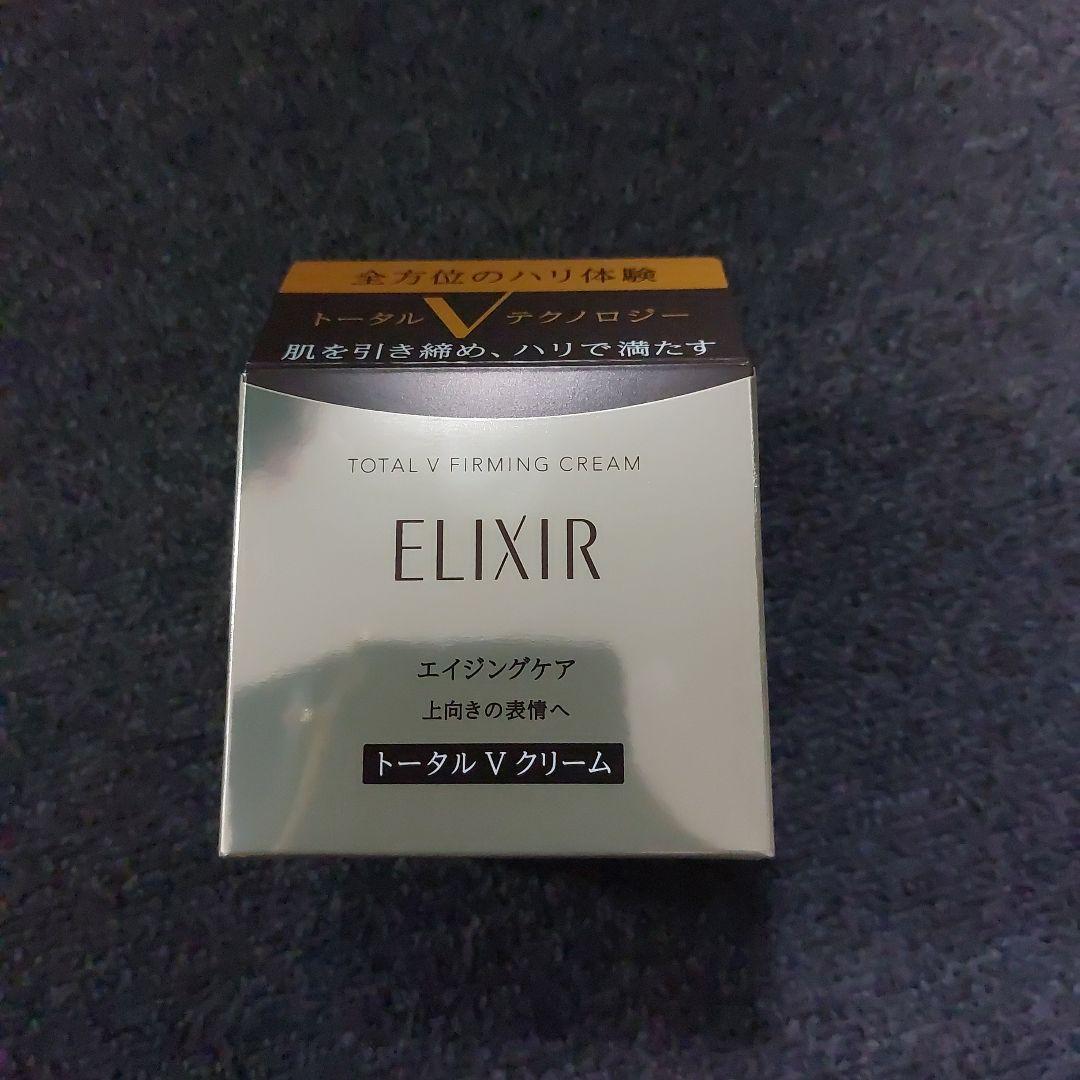 全方位のハリ体験
トータル V テクノロジー
肌を引き締め、ハリで満たす
TOTAL V FIRMING CREAM
ELIXIR
エイジングケア
上向きの表情へ
トータル V クリーム